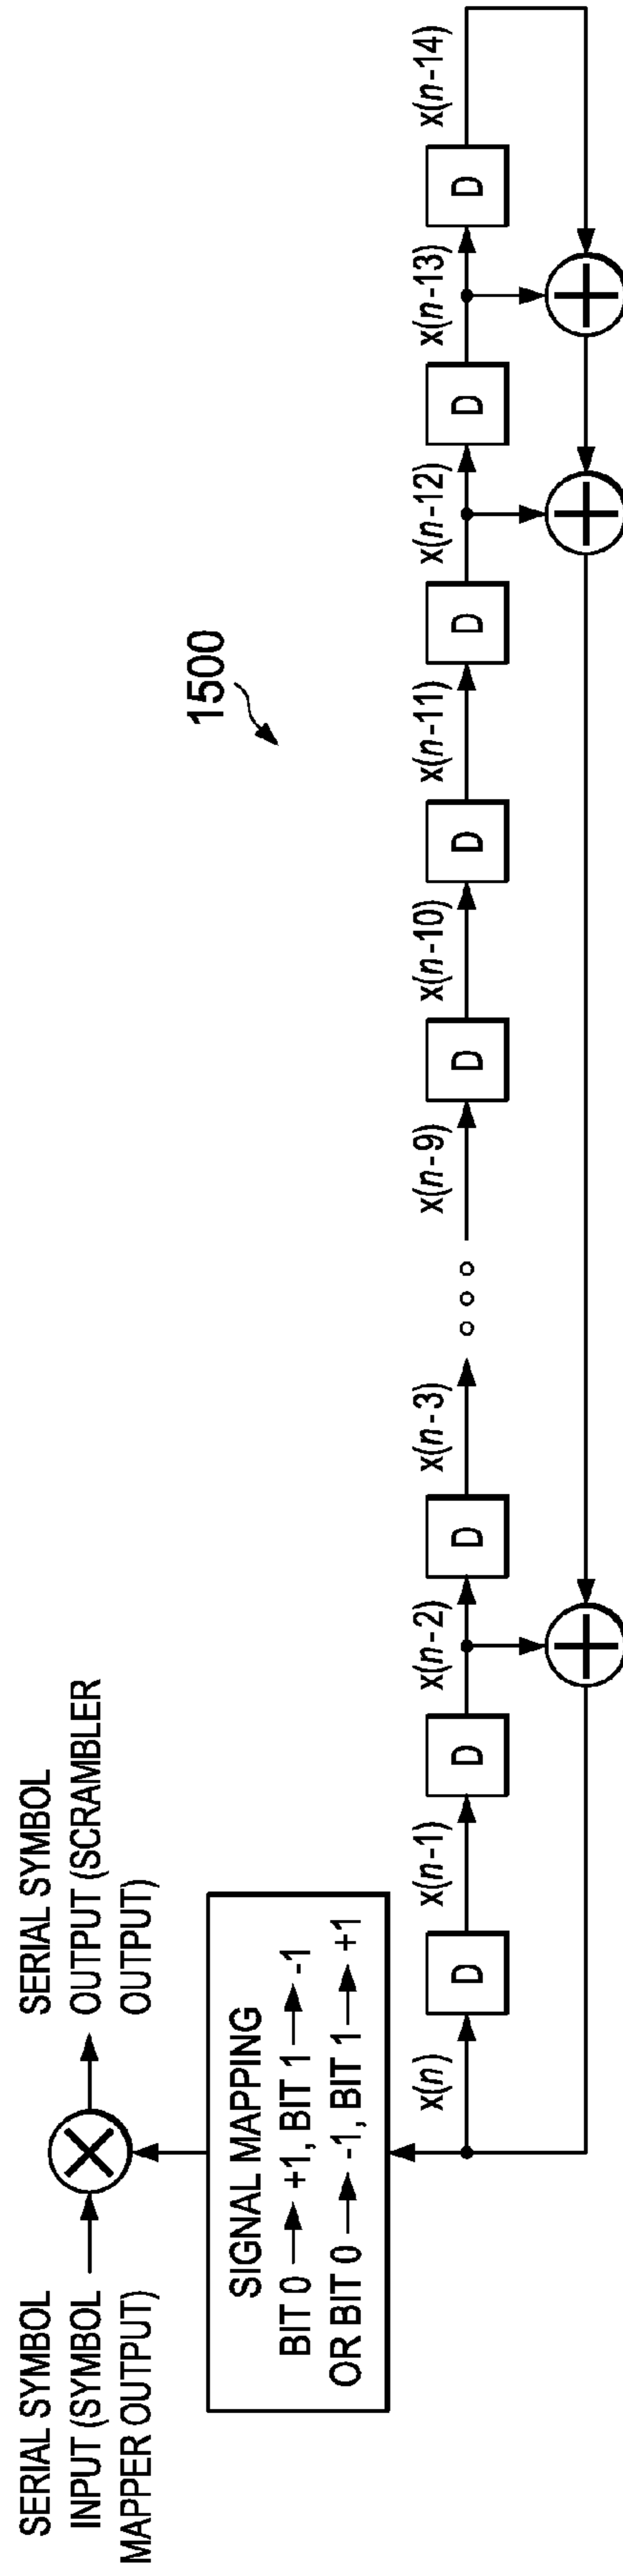 SERIAL SYMBOL
INPUT (SYMBOL
MAPPER OUTPUT)
SERIAL SYMBOL
OUTPUT (SCRAMBLER
OUTPUT)
1500
SIGNAL MAPPING
BIT 0 → +1, BIT 1 → -1
OR BIT 0 → -1, BIT 1 → +1
x(n)
D
x(n-1)
D
x(n-2)
D
x(n-3)
x(n-9)
D
x(n-10)
D
x(n-11)
D
x(n-12)
D
x(n-13)
D
x(n-14)